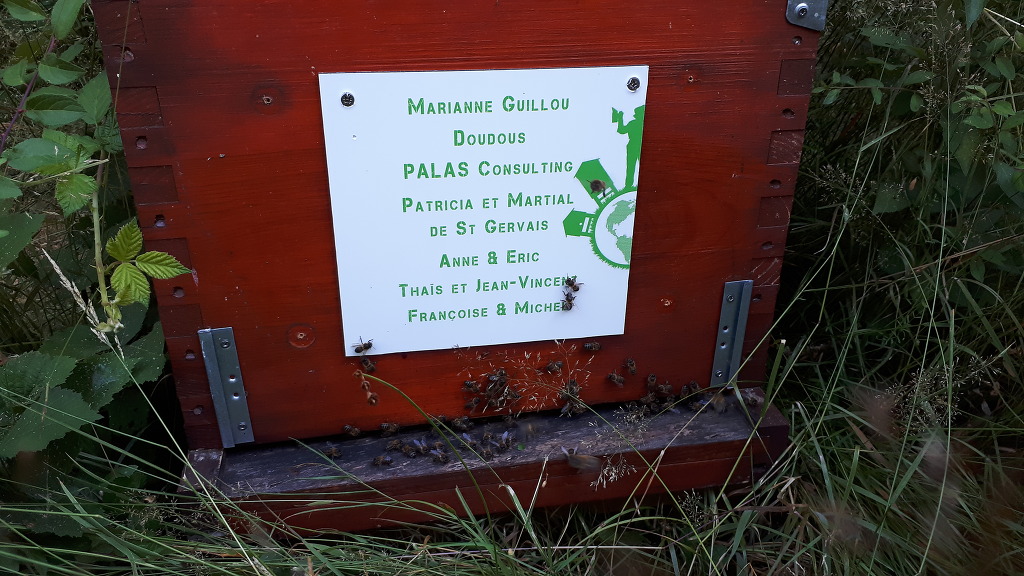 Marianne Guillou
Doudous
PALAS Consulting
Patricia et Martial
de St Gervais
Anne & Eric
Thaïs et Jean-Vincent
Françoise & Michel